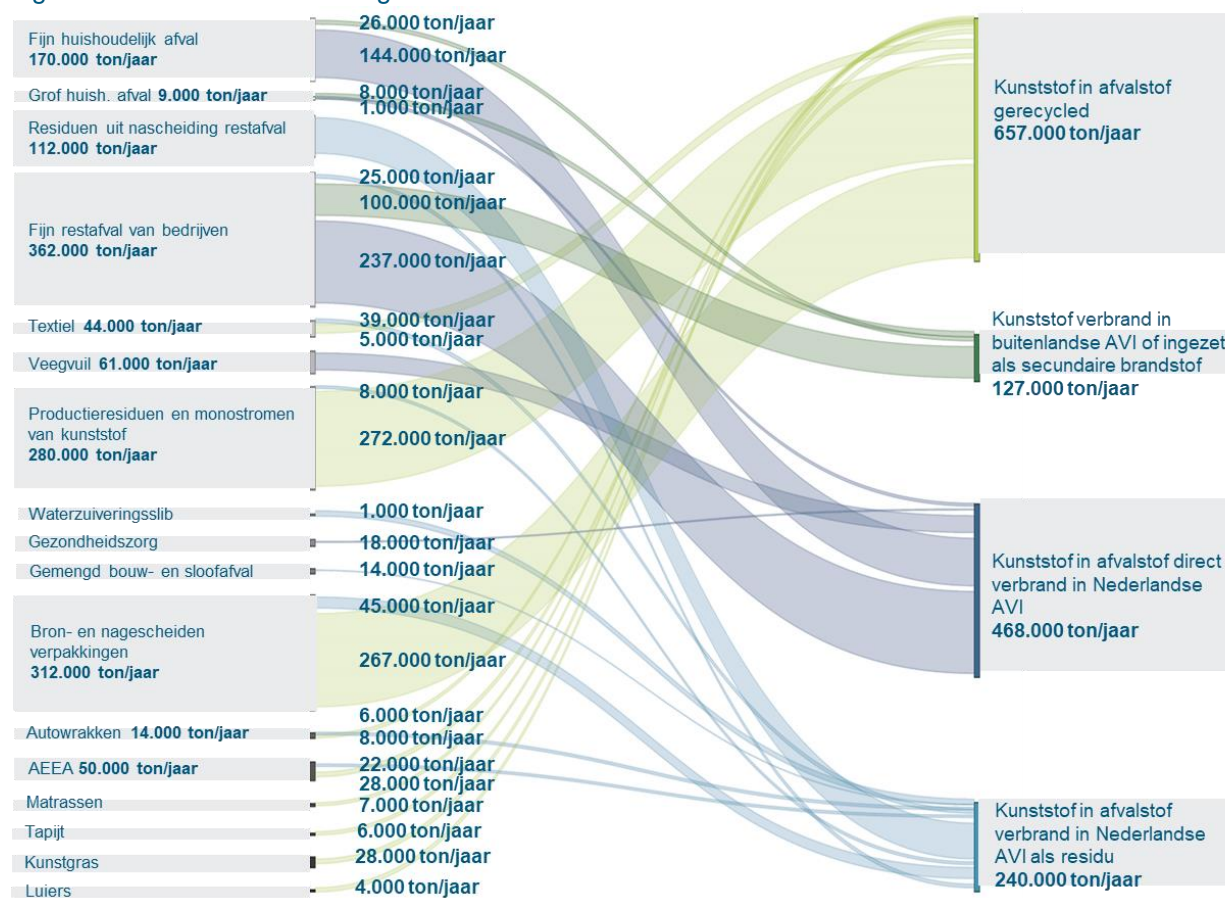 Fijn huishoudelijk afval
170.000 ton/jaar
Grof huish. afval 9.000 ton/jaar
Residuen uit nascheiding restafval
112.000 ton/jaar
Fijn restafval van bedrijven
362.000 ton/jaar
Textiel 44.000 ton/jaar
Veegvuil 61.000 ton/jaar
Productieresiduen en monostromen
van kunststof
280.000 ton/jaar
Waterzuiveringsslib
Gezondheidszorg
Gemengd bouw- en sloofafval
Bron- en nagescheiden
verpakkingen
312.000 ton/jaar
Autowrakken 14.000 ton/jaar
AEEA 50.000 ton/jaar
Matrassen
Tapijt
Kunstgras
Luiers
26.000 ton/jaar
144.000 ton/jaar
8.000 ton/jaar
1.000 ton/jaar
25.000 ton/jaar
100.000 ton/jaar
237.000 ton/jaar
39.000 ton/jaar
5.000 ton/jaar
8.000 ton/jaar
272.000 ton/jaar
1.000 ton/jaar
18.000 ton/jaar
14.000 ton/jaar
45.000 ton/jaar
267.000 ton/jaar
6.000 ton/jaar
8.000 ton/jaar
22.000 ton/jaar
28.000 ton/jaar
7.000 ton/jaar
6.000 ton/jaar
28.000 ton/jaar
4.000 ton/jaar
Kunststof in afvalstof
gerecycled
657.000 ton/jaar
Kunststof verbrand in
buitenlandse AVI of ingezet
als secundaire brandstof
127.000 ton/jaar
Kunststof in afvalstof direct
verbrand in Nederlandse
AVI
468.000 ton/jaar
Kunststof in afvalstof
verbrand in Nederlandse
AVI als residu
240.000 ton/jaar